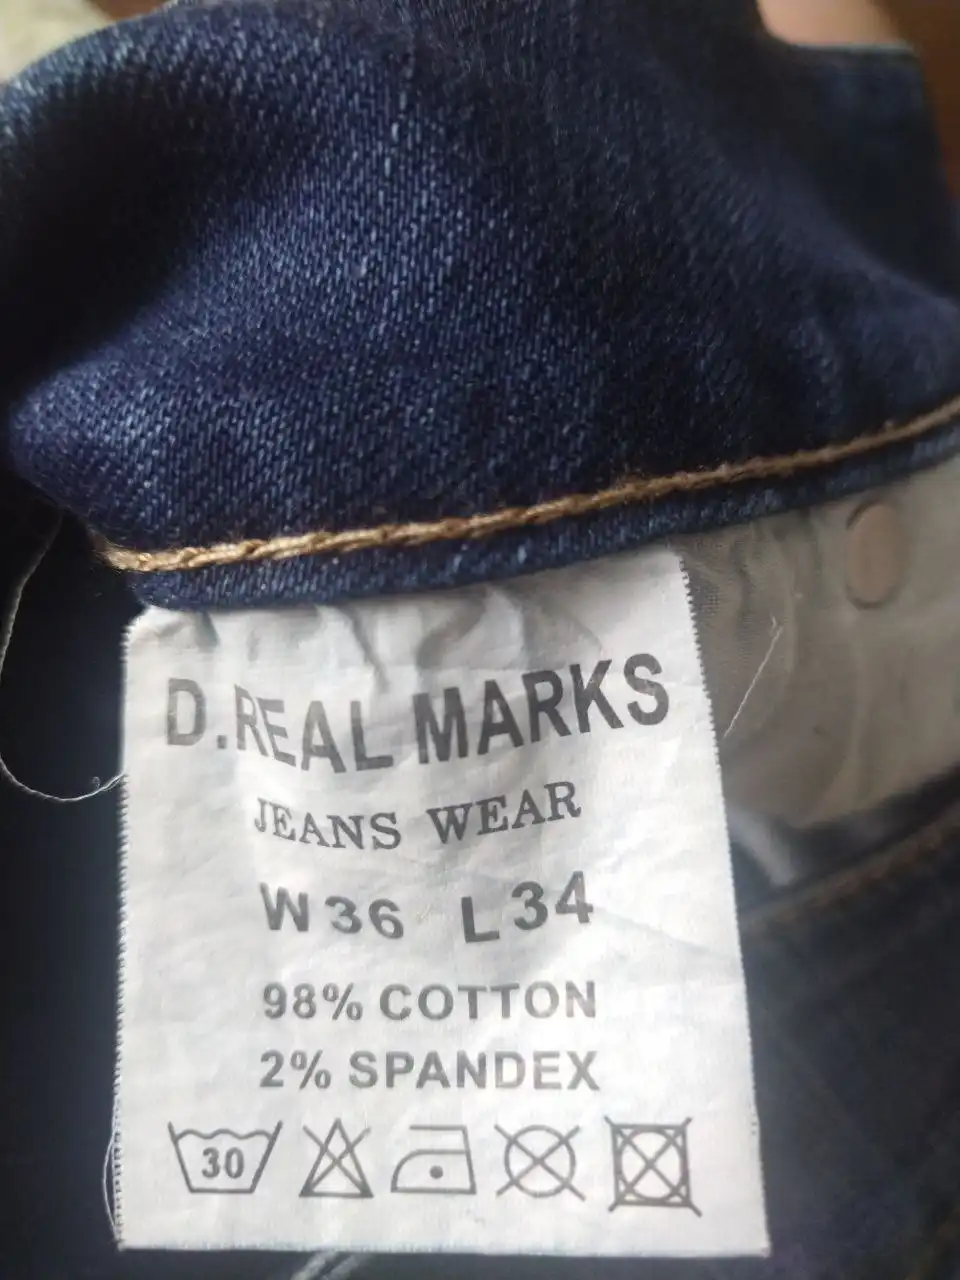 D.REAL MARKS
JEANS WEAR
W36 L34
98% COTTON
2% SPANDEX
30